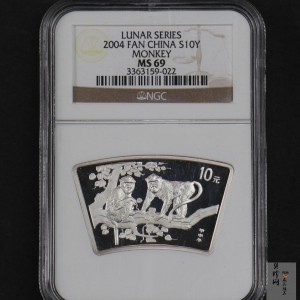 LUNAR SERIES
2004 FAN CHINA S10Y
MONKEY
MS 69
3363159-022
NGC
10元